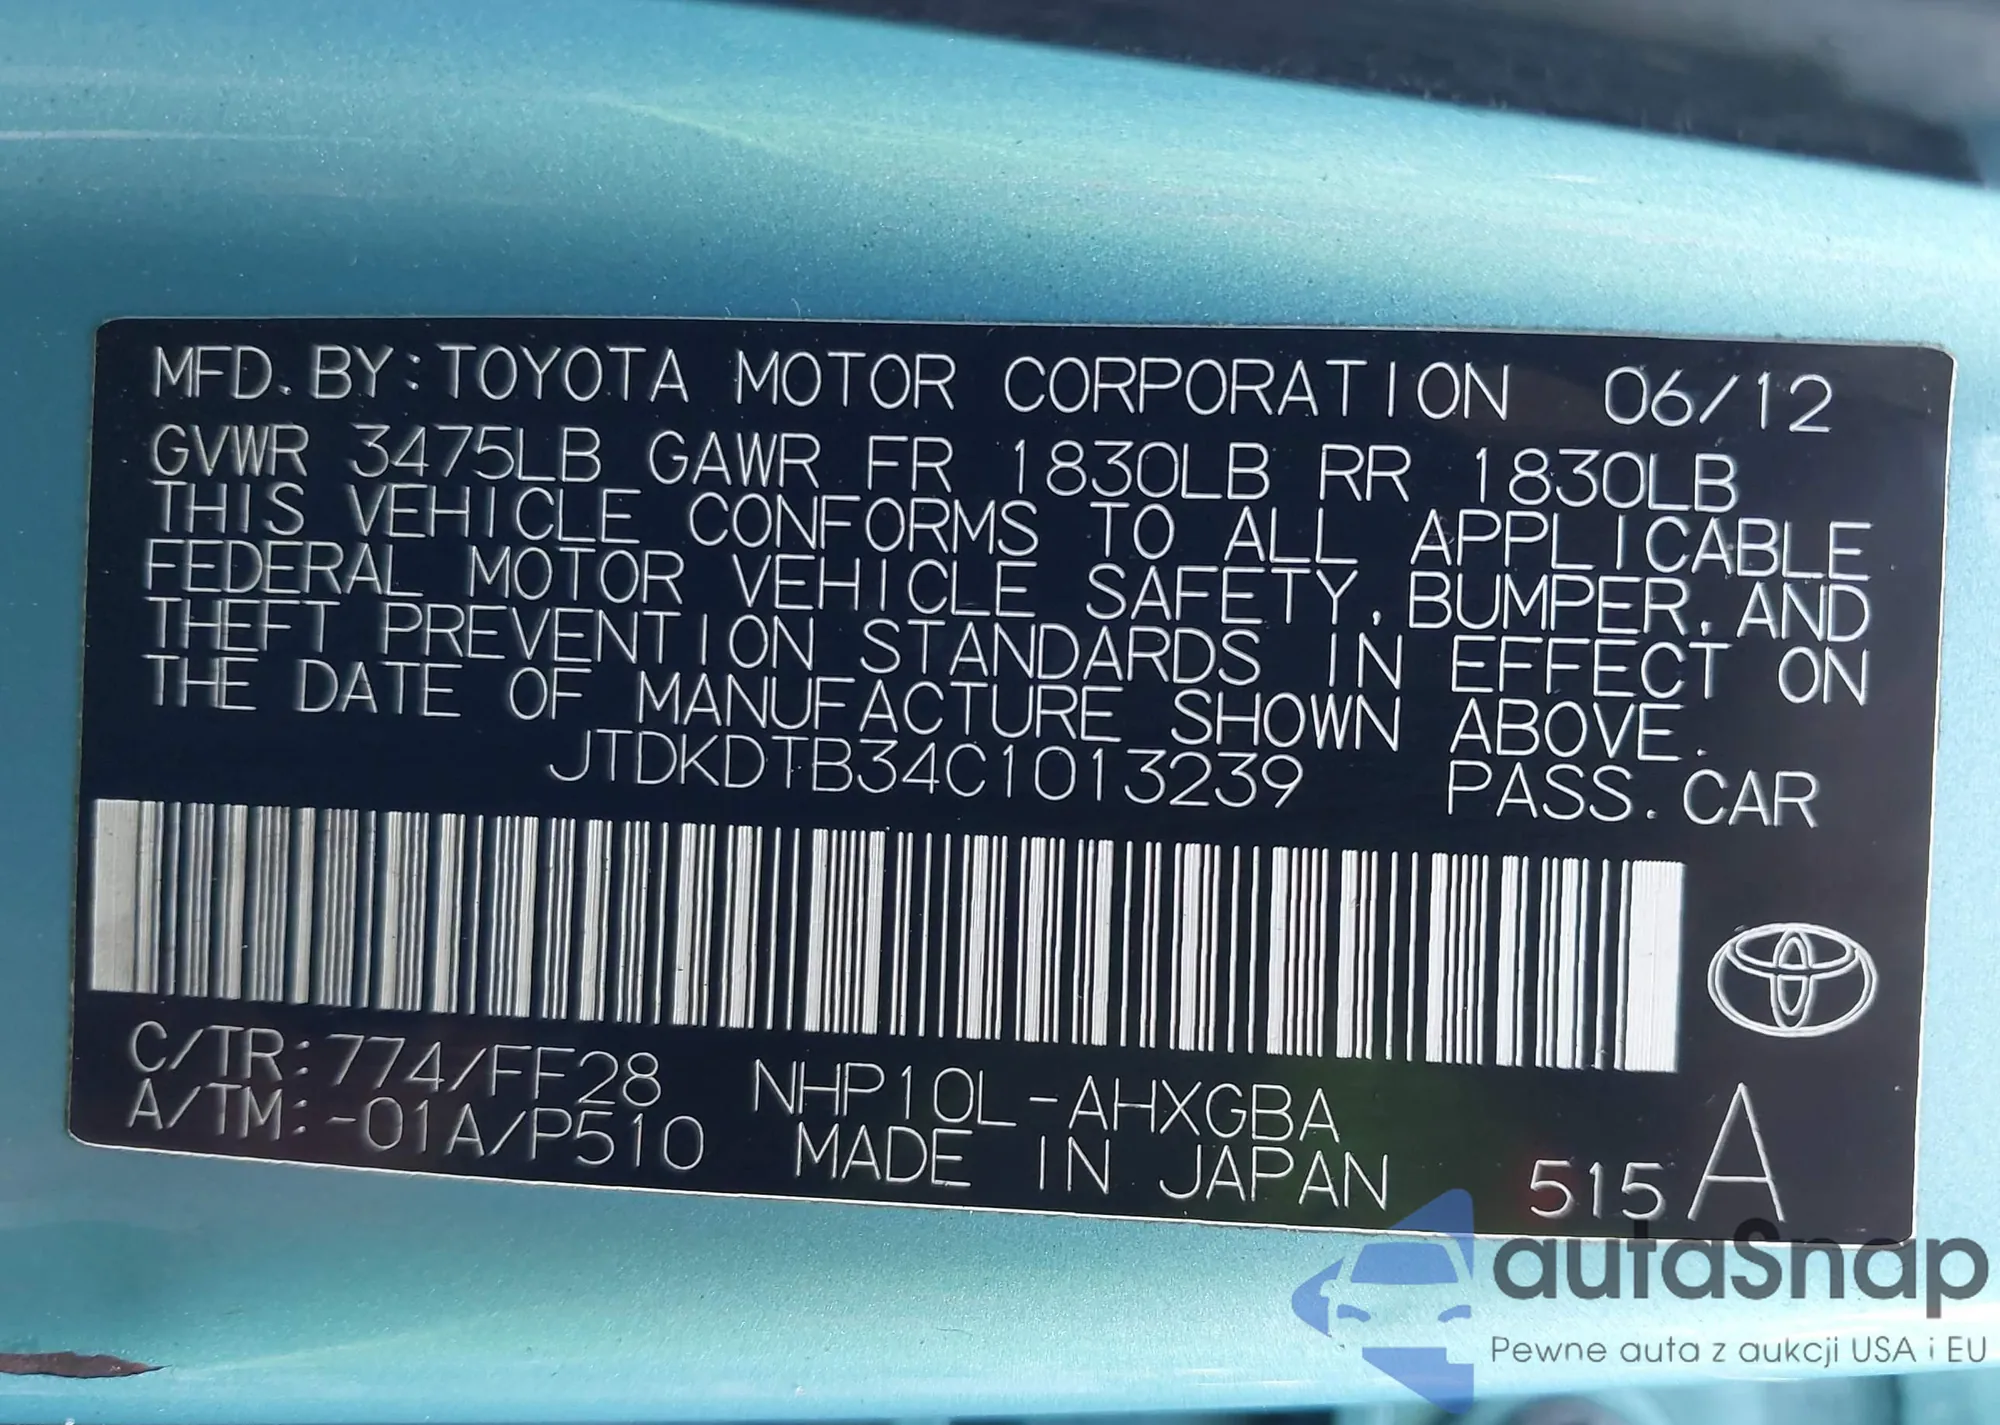 MFD. BY: TOYOTA MOTOR CORPORATION 06/12
GVWR 3475LB GAWR FR 1830LB RR 1830LB
THIS VEHICLE CONFORMS TO ALL APPLICABLE
FEDERAL MOTOR VEHICLE SAFETY, BUMPER, AND
THEFT PREVENTION STANDARDS IN EFFECT ON
THE DATE OF MANUFACTURE SHOWN ABOVE.
JTDKDTB34C1013239 PASS. CAR
C/TR: 774/FF28 NHP10L-AHXGBA
A/TM: -01A/P510 MADE IN JAPAN 515 A
autaSnap
Pewne auta z aukcji USA i EU